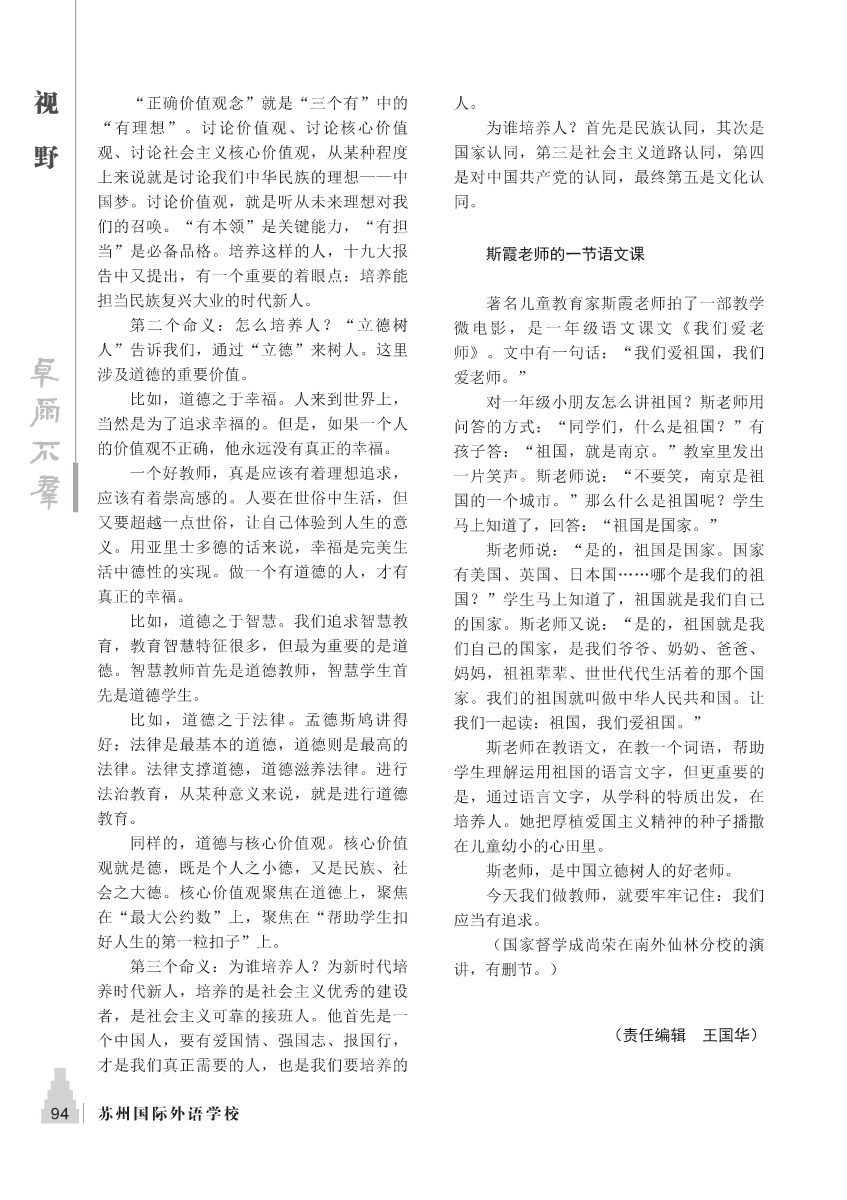 视
野
卓尔不群
“正确价值观念”就是“三个有”中的
“有理想”。讨论价值观、讨论核心价值
观、讨论社会主义核心价值观，从某种程度
上来说就是讨论我们中华民族的理想——中
国梦。讨论价值观，就是听从未来理想对我
们的召唤。“有本领”是关键能力，“有担
当”是必备品格。培养这样的人，十九大报
告中又提出，有一个重要的着眼点：培养能
担当民族复兴大业的时代新人。
第二个命义：怎么培养人？“立德树
人”告诉我们，通过“立德”来树人。这里
涉及道德的重要价值。
比如，道德之于幸福。人来到世界上，
当然是为了追求幸福的。但是，如果一个人
的价值观不正确，他永远没有真正的幸福。
一个好教师，真是应该有着理想追求，
应该有着崇高感的。人要在世俗中生活，但
又要超越一点世俗，让自己体验到人生的意
义。用亚里士多德的话来说，幸福是完美生
活中德性的实现。做一个有道德的人，才有
真正的幸福。
比如，道德之于智慧。我们追求智慧教
育，教育智慧特征很多，但最为重要的是道
德。智慧教师首先是道德教师，智慧学生首
先是道德学生。
比如，道德之于法律。孟德斯鸠讲得
好：法律是最基本的道德，道德则是最高的
法律。法律支撑道德，道德滋养法律。进行
法治教育，从某种意义来说，就是进行道德
教育。
同样的，道德与核心价值观。核心价值
观就是德，既是个人之小德，又是民族、社
会之大德。核心价值观聚焦在道德上，聚焦
在“最大公约数”上，聚焦在“帮助学生扣
好人生的第一粒扣子”上。
第三个命义：为谁培养人？为新时代培
养时代新人，培养的是社会主义优秀的建设
者，是社会主义可靠的接班人。他首先是一
个中国人，要有爱国情、强国志、报国行，
才是我们真正需要的人，也是我们要培养的
人。
为谁培养人？首先是民族认同，其次是
国家认同，第三是社会主义道路认同，第四
是对中国共产党的认同，最终第五是文化认
同。
斯霞老师的一节语文课
著名儿童教育家斯霞老师拍了一部教学
微电影，是一年级语文课文《我们爱老
师》。文中有一句话：“我们爱祖国，我们
爱老师。”
对一年级小朋友怎么讲祖国？斯老师用
问答的方式：“同学们，什么是祖国？”有
孩子答：“祖国，就是南京。”教室里发出
一片笑声。斯老师说：“不要笑，南京是祖
国的一个城市。”那么什么是祖国呢？学生
马上知道了，回答：“祖国是国家。”
斯老师说：“是的，祖国是国家。国家
有美国、英国、日本国……哪个是我们的祖
国？”学生马上知道了，祖国就是我们自己
的国家。斯老师又说：“是的，祖国就是我
们自己的国家，是我们爷爷、奶奶、爸爸、
妈妈，祖祖辈辈、世世代代生活着的那个国
家。我们的祖国就叫做中华人民共和国。让
我们一起读：祖国，我们爱祖国。”
斯老师在教语文，在教一个词语，帮助
学生理解运用祖国的语言文字，但更重要的
是，通过语言文字，从学科的特质出发，在
培养人。她把厚植爱国主义精神的种子播撒
在儿童幼小的心田里。
斯老师，是中国立德树人的好老师。
今天我们做教师，就要牢牢记住：我们
应当有追求。
（国家督学成尚荣在南外仙林分校的演
讲，有删节。）
（责任编辑　王国华）
94
苏州国际外语学校